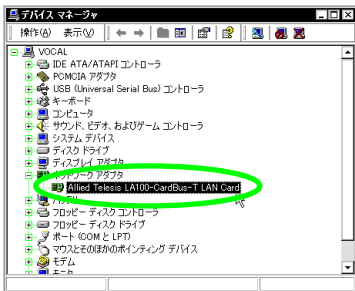 デバイス マネージャ
操作(A) 表示(V)
VOCAL
IDE ATA/ATAPI コントローラ
PCMCIA アダプタ
USB (Universal Serial Bus) コントローラ
キーボード
コンピュータ
サウンド、ビデオ、およびゲーム コントローラ
システム デバイス
ディスク ドライブ
ディスプレイ アダプタ
ネットワーク アダプタ
Allied Telesis LA100-CardBus-T LAN Card
フロッピー ディスク コントローラ
フロッピー ディスク ドライブ
ポート (COM と LPT)
マウスとそのほかのポインティング デバイス
モデム
モニタ